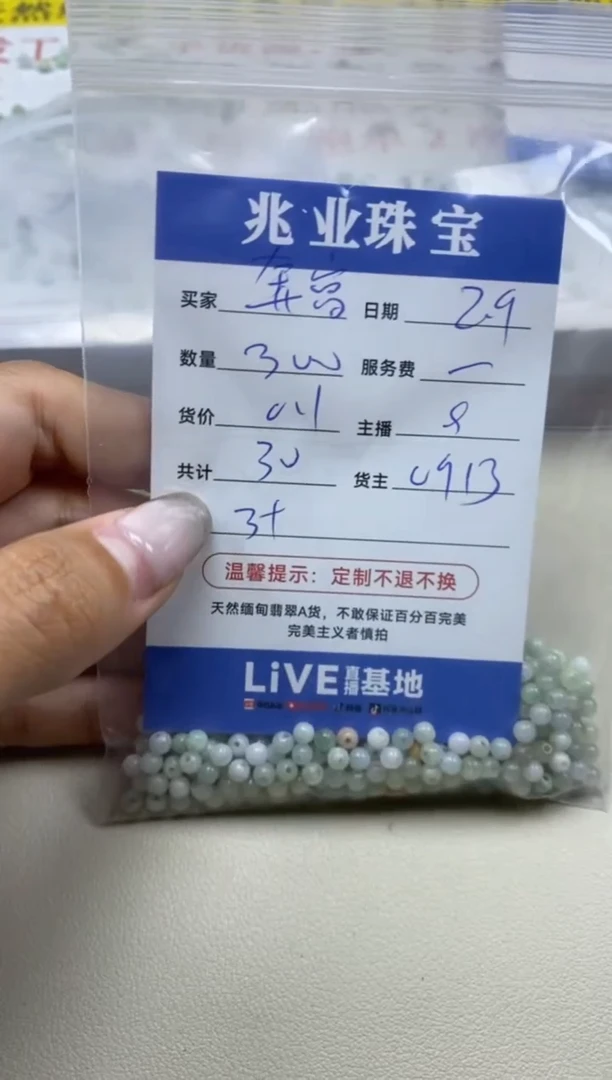 兆业珠宝
买家 日期 29
数量 300 服务费 一
货价 0.1 主播 8
共计 30 货主 0913
3+
温馨提示：定制不退不换
天然缅甸翡翠A货，不敢保证百分百完美
完美主义者慎拍
LiVE直播基地